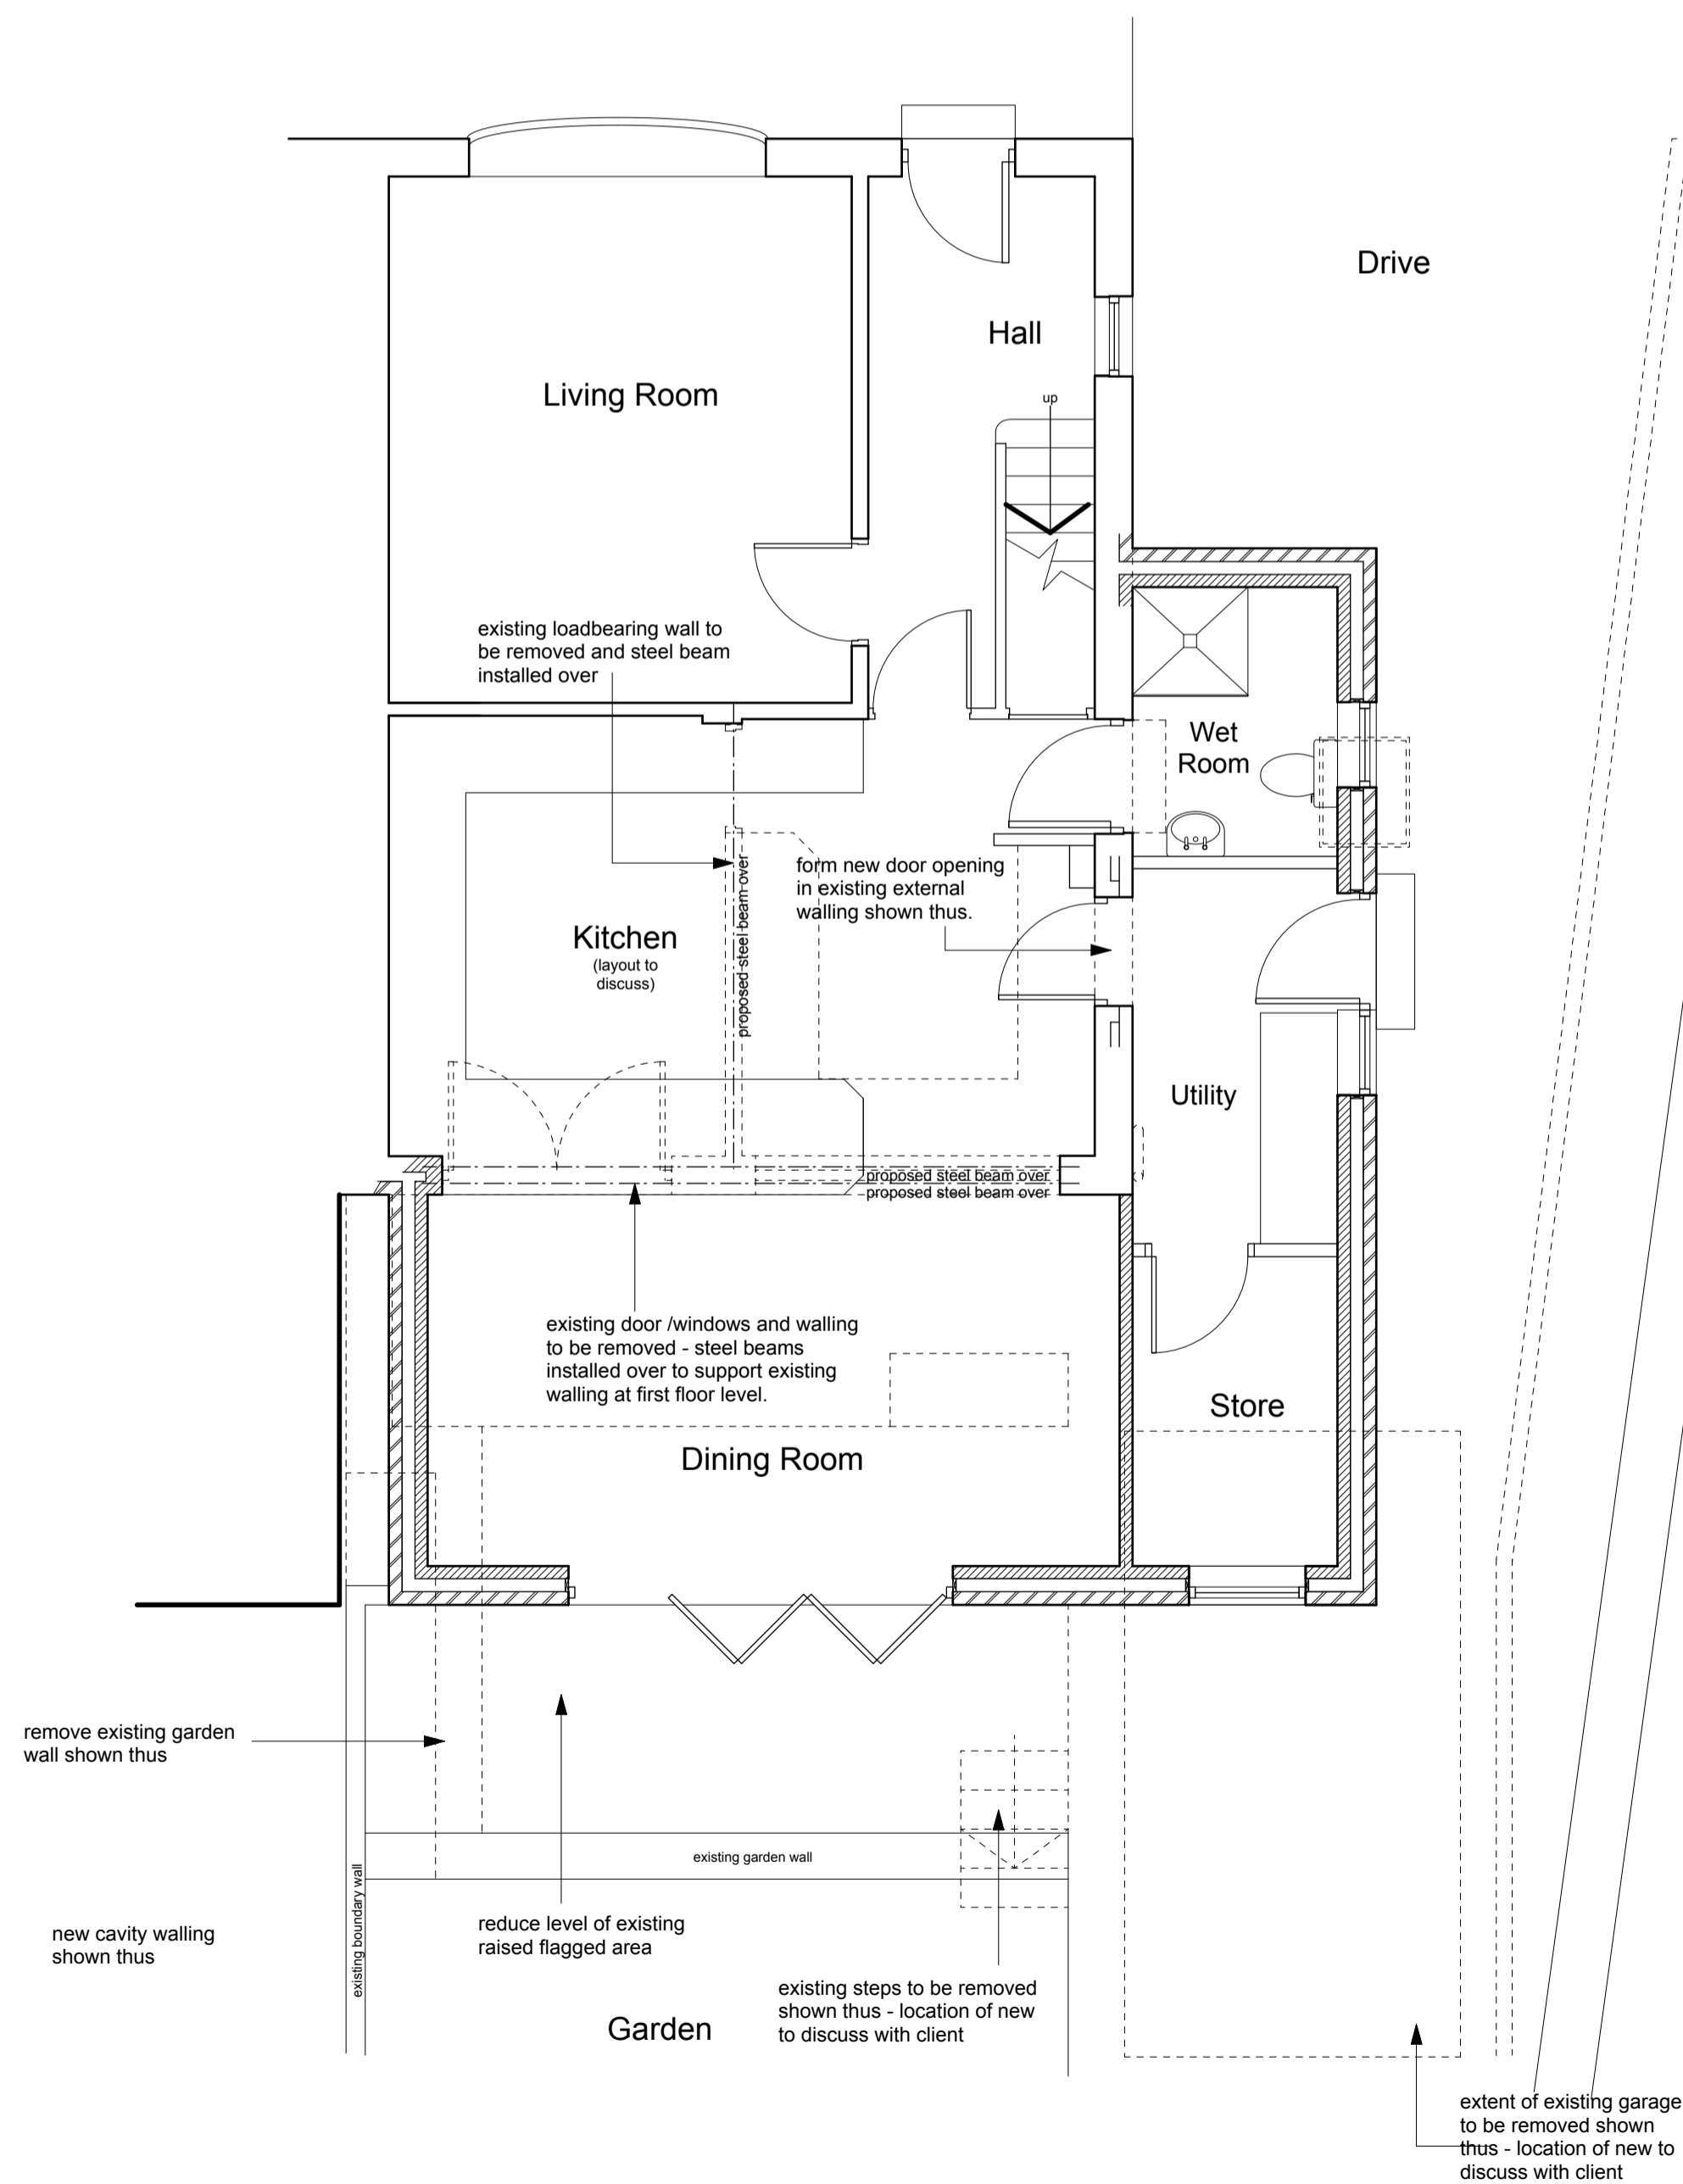 Drive
Hall
Living Room
up
existing loadbearing wall to
be removed and steel beam
installed over
Wet
Room
form new door opening
in existing external
walling shown thus.
proposed steel beam over
Kitchen
(layout to
discuss)
Utility
proposed steel beam over
proposed steel beam over
existing door /windows and walling
to be removed - steel beams
installed over to support existing
walling at first floor level.
Store
Dining Room
remove existing garden
wall shown thus
existing garden wall
existing boundary wall
new cavity walling
shown thus
reduce level of existing
raised flagged area
existing steps to be removed
shown thus - location of new
to discuss with client
Garden
extent of existing garage
to be removed shown
thus - location of new to
discuss with client